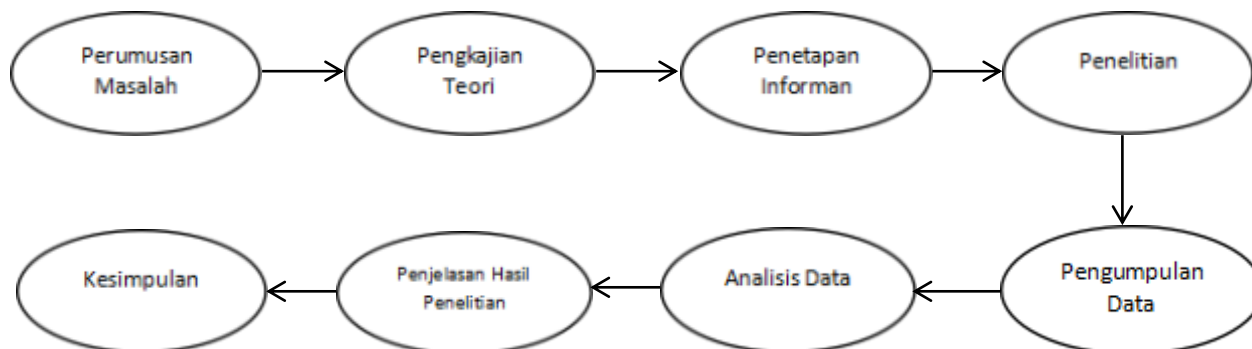 Perumusan
Masalah
Pengkajian
Teori
Penetapan
Informan
Penelitian
Pengumpulan
Data
Analisis Data
Penjelasan Hasil
Penelitian
Kesimpulan